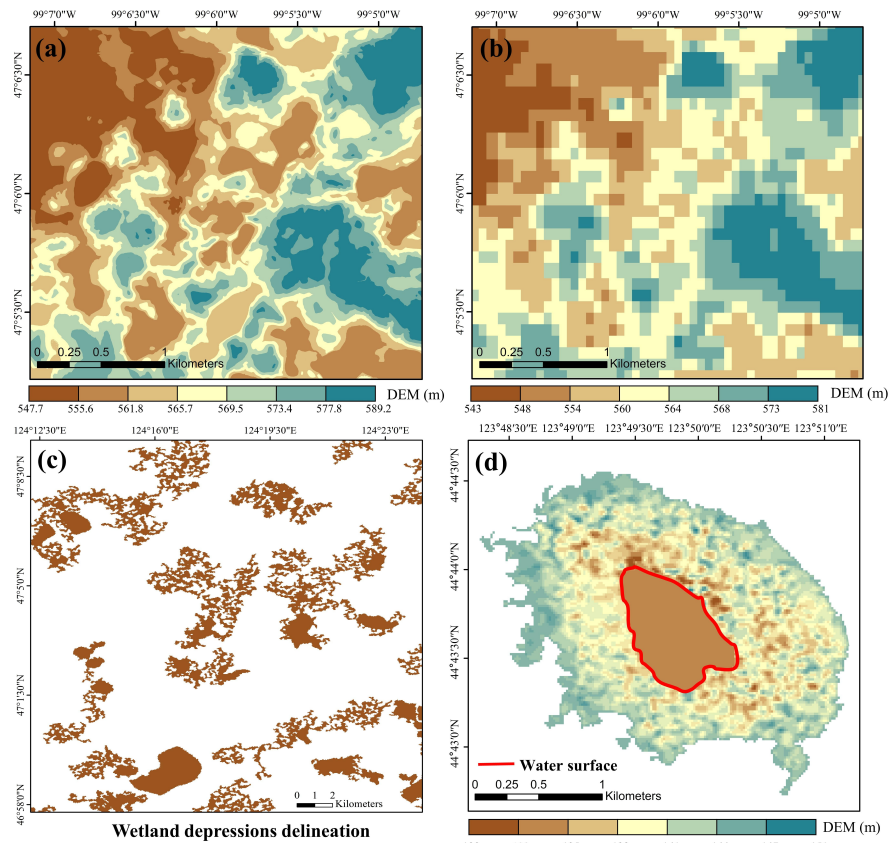 99°7'0"W 99°6'30"W 99°6'0"W 99°5'30"W 99°5'0"W
99°7'0"W 99°6'30"W 99°6'0"W 99°5'30"W 99°5'0"W
(a)
(b)
47°6'30"N
47°6'0"N
47°5'30"N
47°6'30"N
47°6'0"N
47°5'30"N
0 0.25 0.5 1
Kilometers
0 0.25 0.5 1
Kilometers
DEM (m)
547.7 555.6 561.8 565.7 569.5 573.4 577.8 589.2
DEM (m)
543 548 554 560 564 568 573 581
124°12'30"E 124°16'0"E 124°19'30"E 124°23'0"E
123°48'30"E 123°49'0"E 123°49'30"E 123°50'0"E 123°50'30"E 123°51'0"E
(c)
(d)
47°8'30"N
47°5'0"N
47°1'30"N
46°58'0"N
44°44'30"N
44°44'0"N
44°43'30"N
44°43'0"N
0 1 2
Kilometers
Water surface
0 0.25 0.5 1
Kilometers
Wetland depressions delineation
DEM (m)